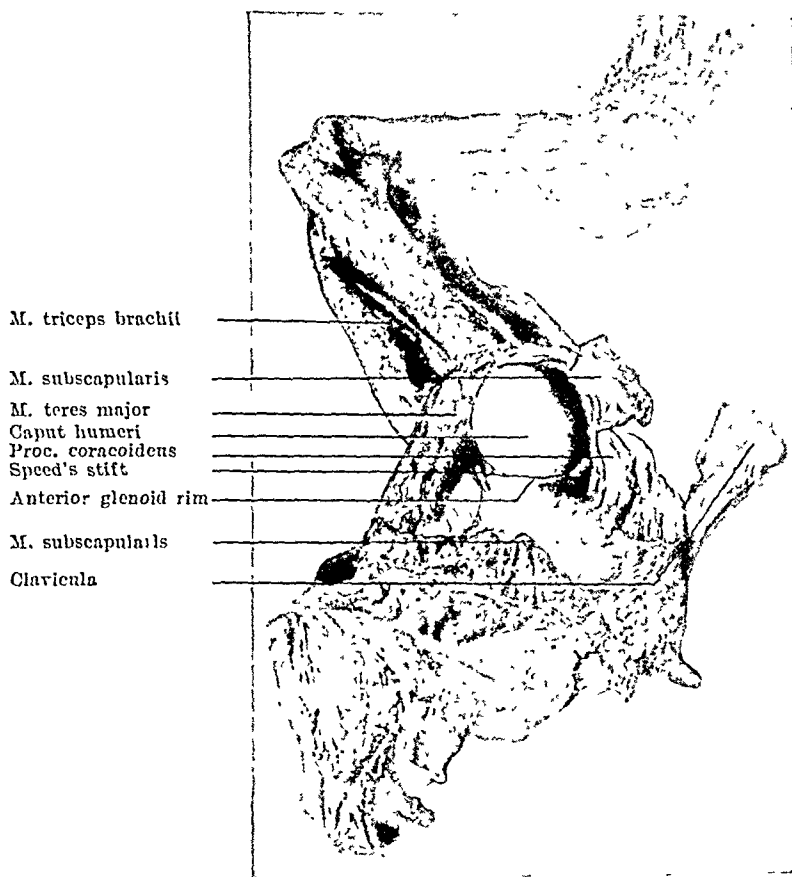 M. triceps brachii
M. subscapularis
M. teres major
Caput humeri
Proc. coracoideus
Speed's stift
Anterior glenoid rim
M. subscapularis
Clavicula